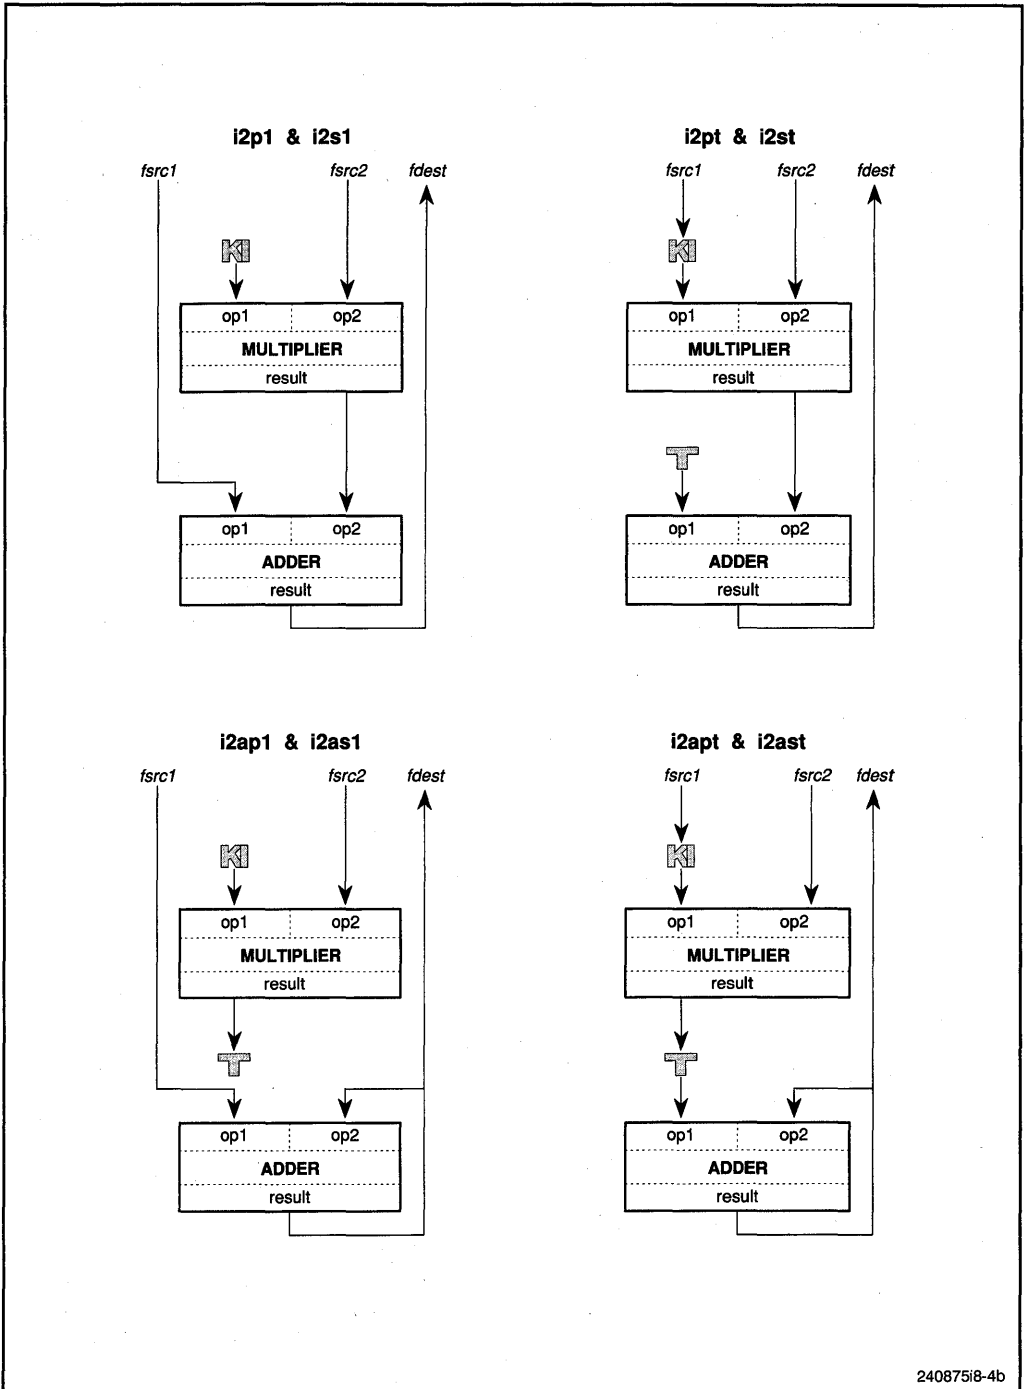 i2p1 & i2s1
fsrc1 fsrc2 fdest
KI
op1 op2
MULTIPLIER
result
op1 op2
ADDER
result
i2pt & i2st
fsrc1 fsrc2 fdest
KI
op1 op2
MULTIPLIER
result
T
op1 op2
ADDER
result
i2ap1 & i2as1
fsrc1 fsrc2 fdest
KI
op1 op2
MULTIPLIER
result
T
op1 op2
ADDER
result
i2apt & i2ast
fsrc1 fsrc2 fdest
KI
op1 op2
MULTIPLIER
result
T
op1 op2
ADDER
result
240875i8-4b